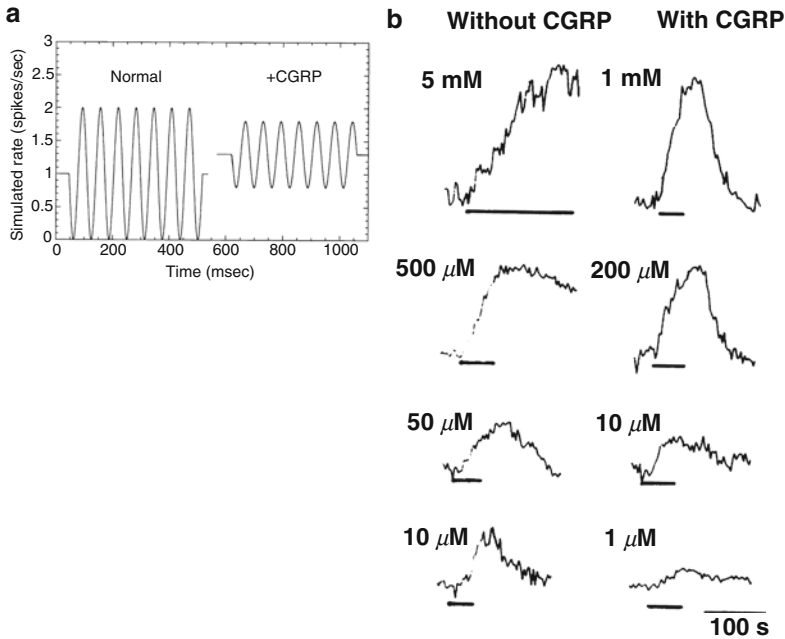 a
Simulated rate (spikes/sec)
3
2.5
2
1.5
1
0.5
0
Normal
+CGRP
0 200 400 600 800 1000
Time (msec)
b
Without CGRP With CGRP
5 mM 1 mM
500 μM 200 μM
50 μM 10 μM
10 μM 1 μM
100 s